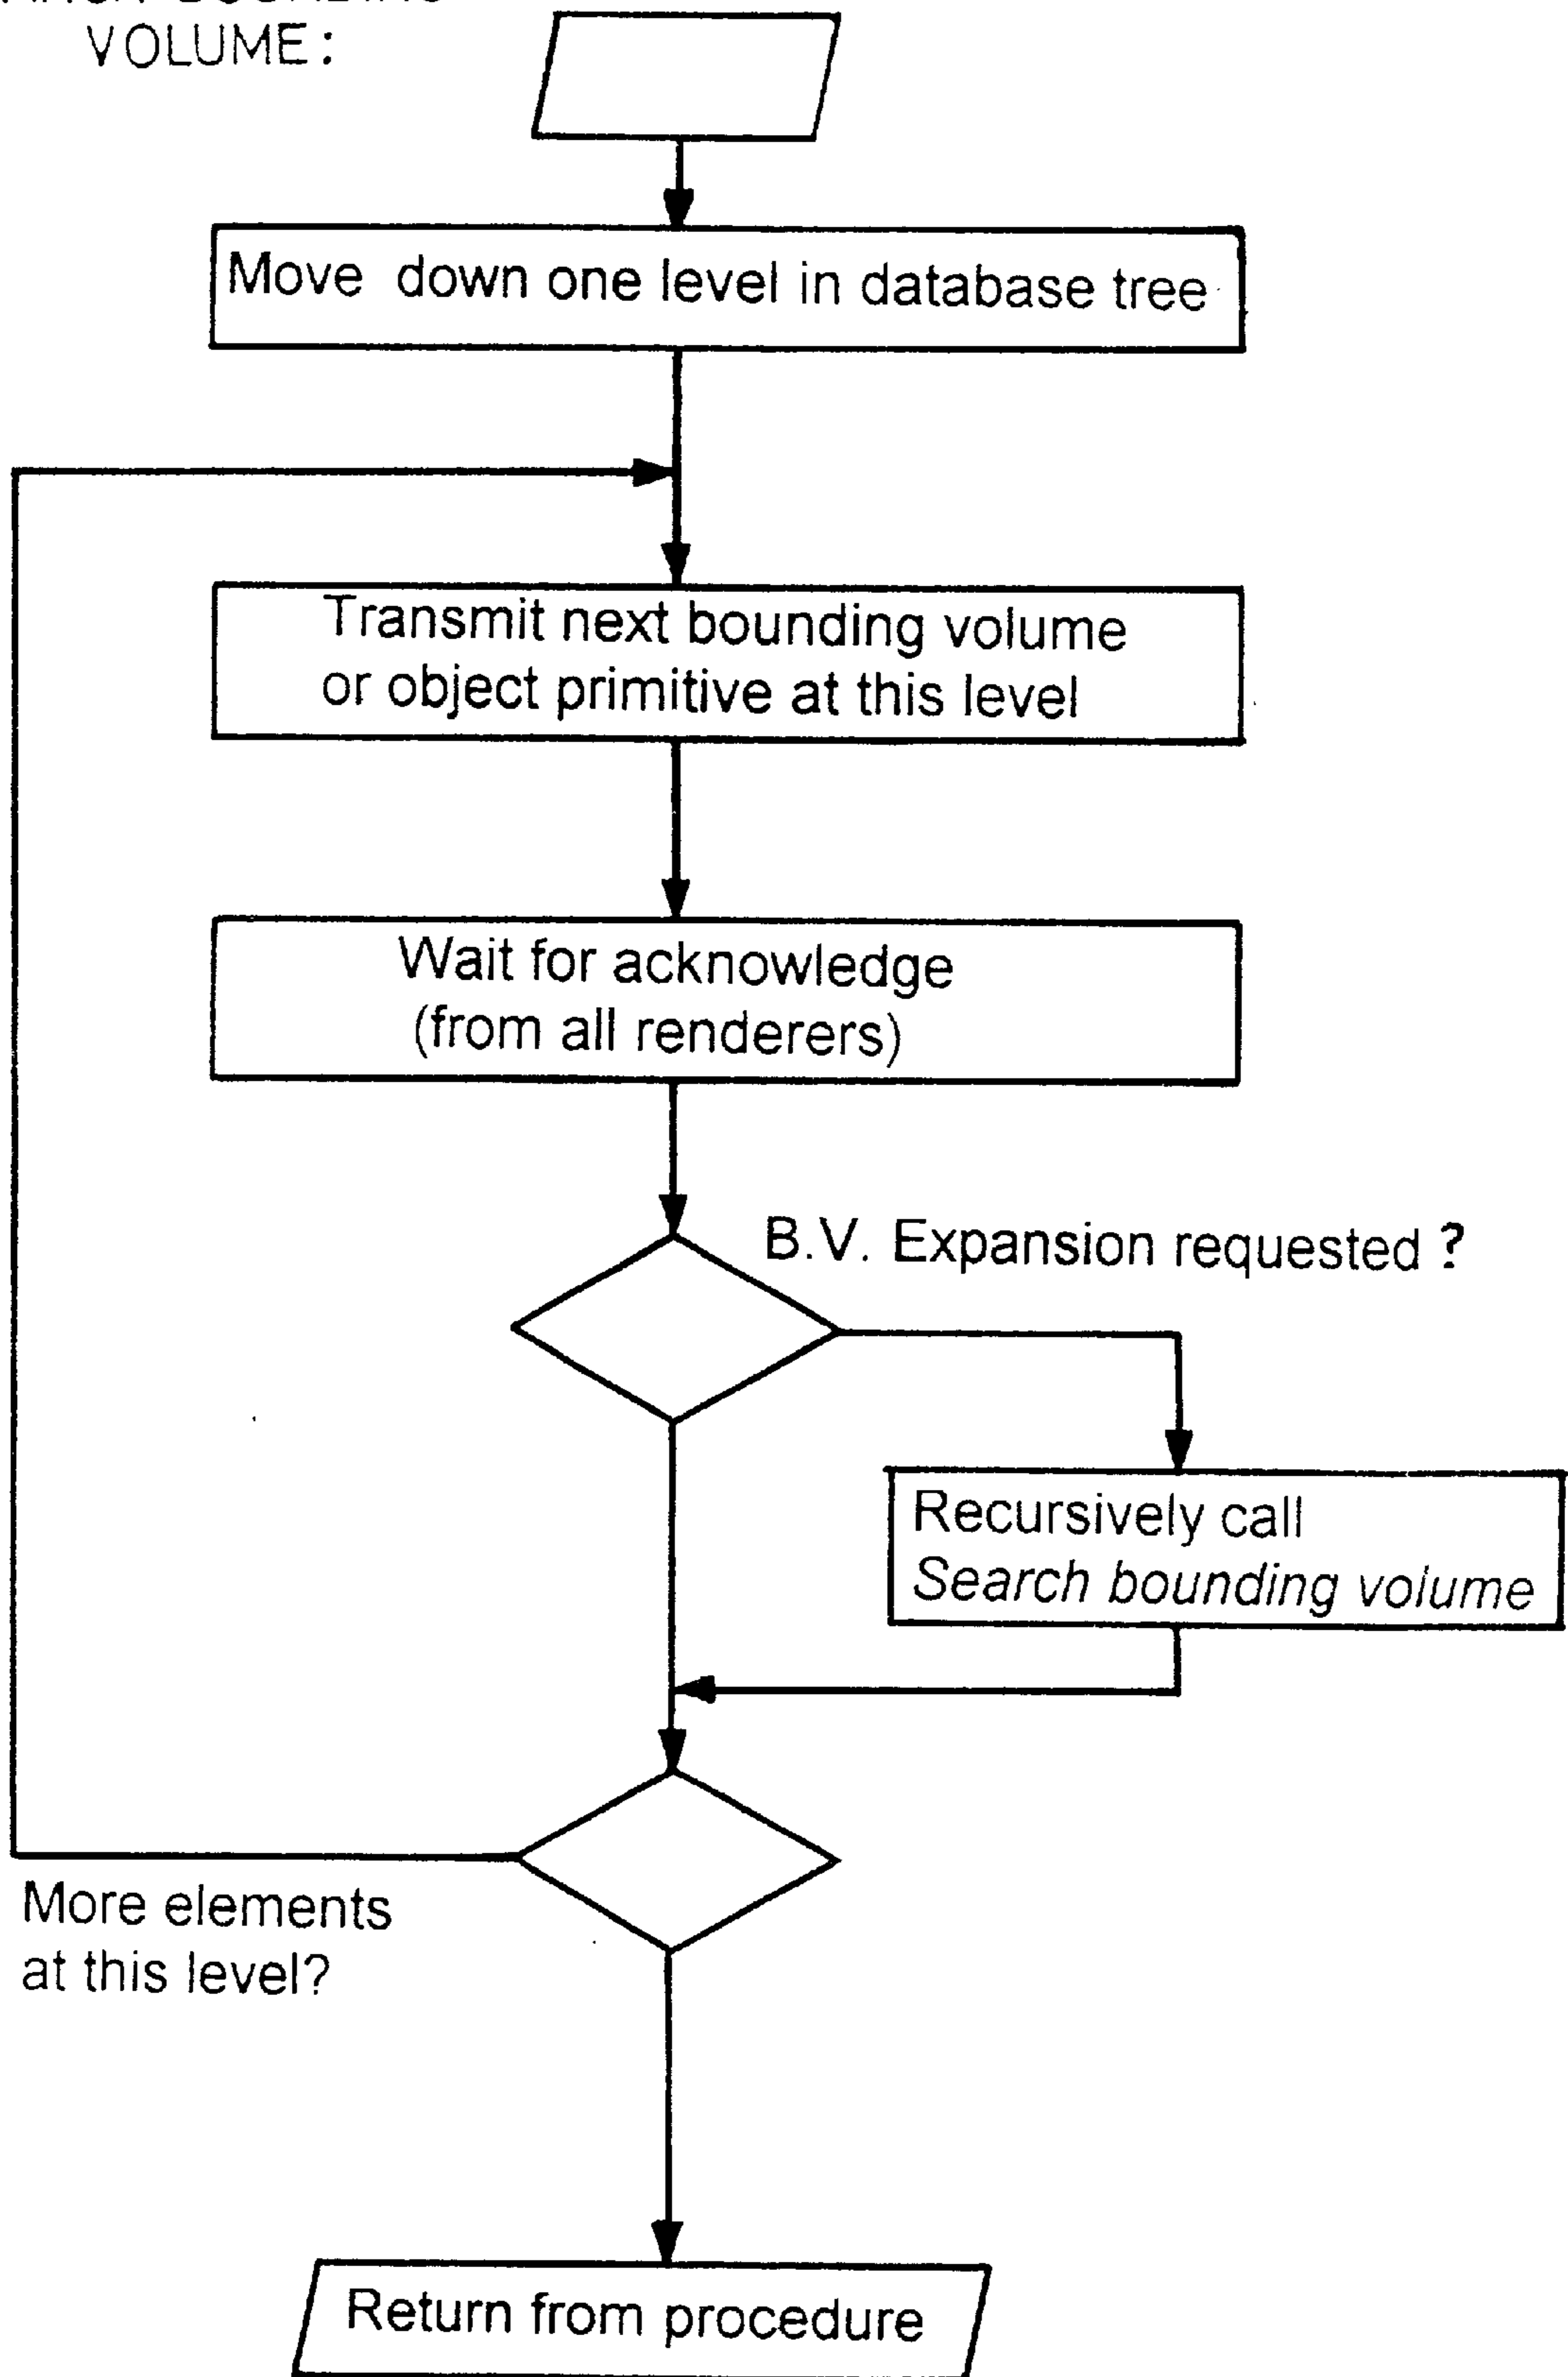 BOUNDING
VOLUME:
Move down one level in database tree
Transmit next bounding volume
or object primitive at this level
Wait for acknowledge
(from all renderers)
B.V. Expansion requested ?
Recursively call
Search bounding volume
More elements
at this level?
Return from procedure